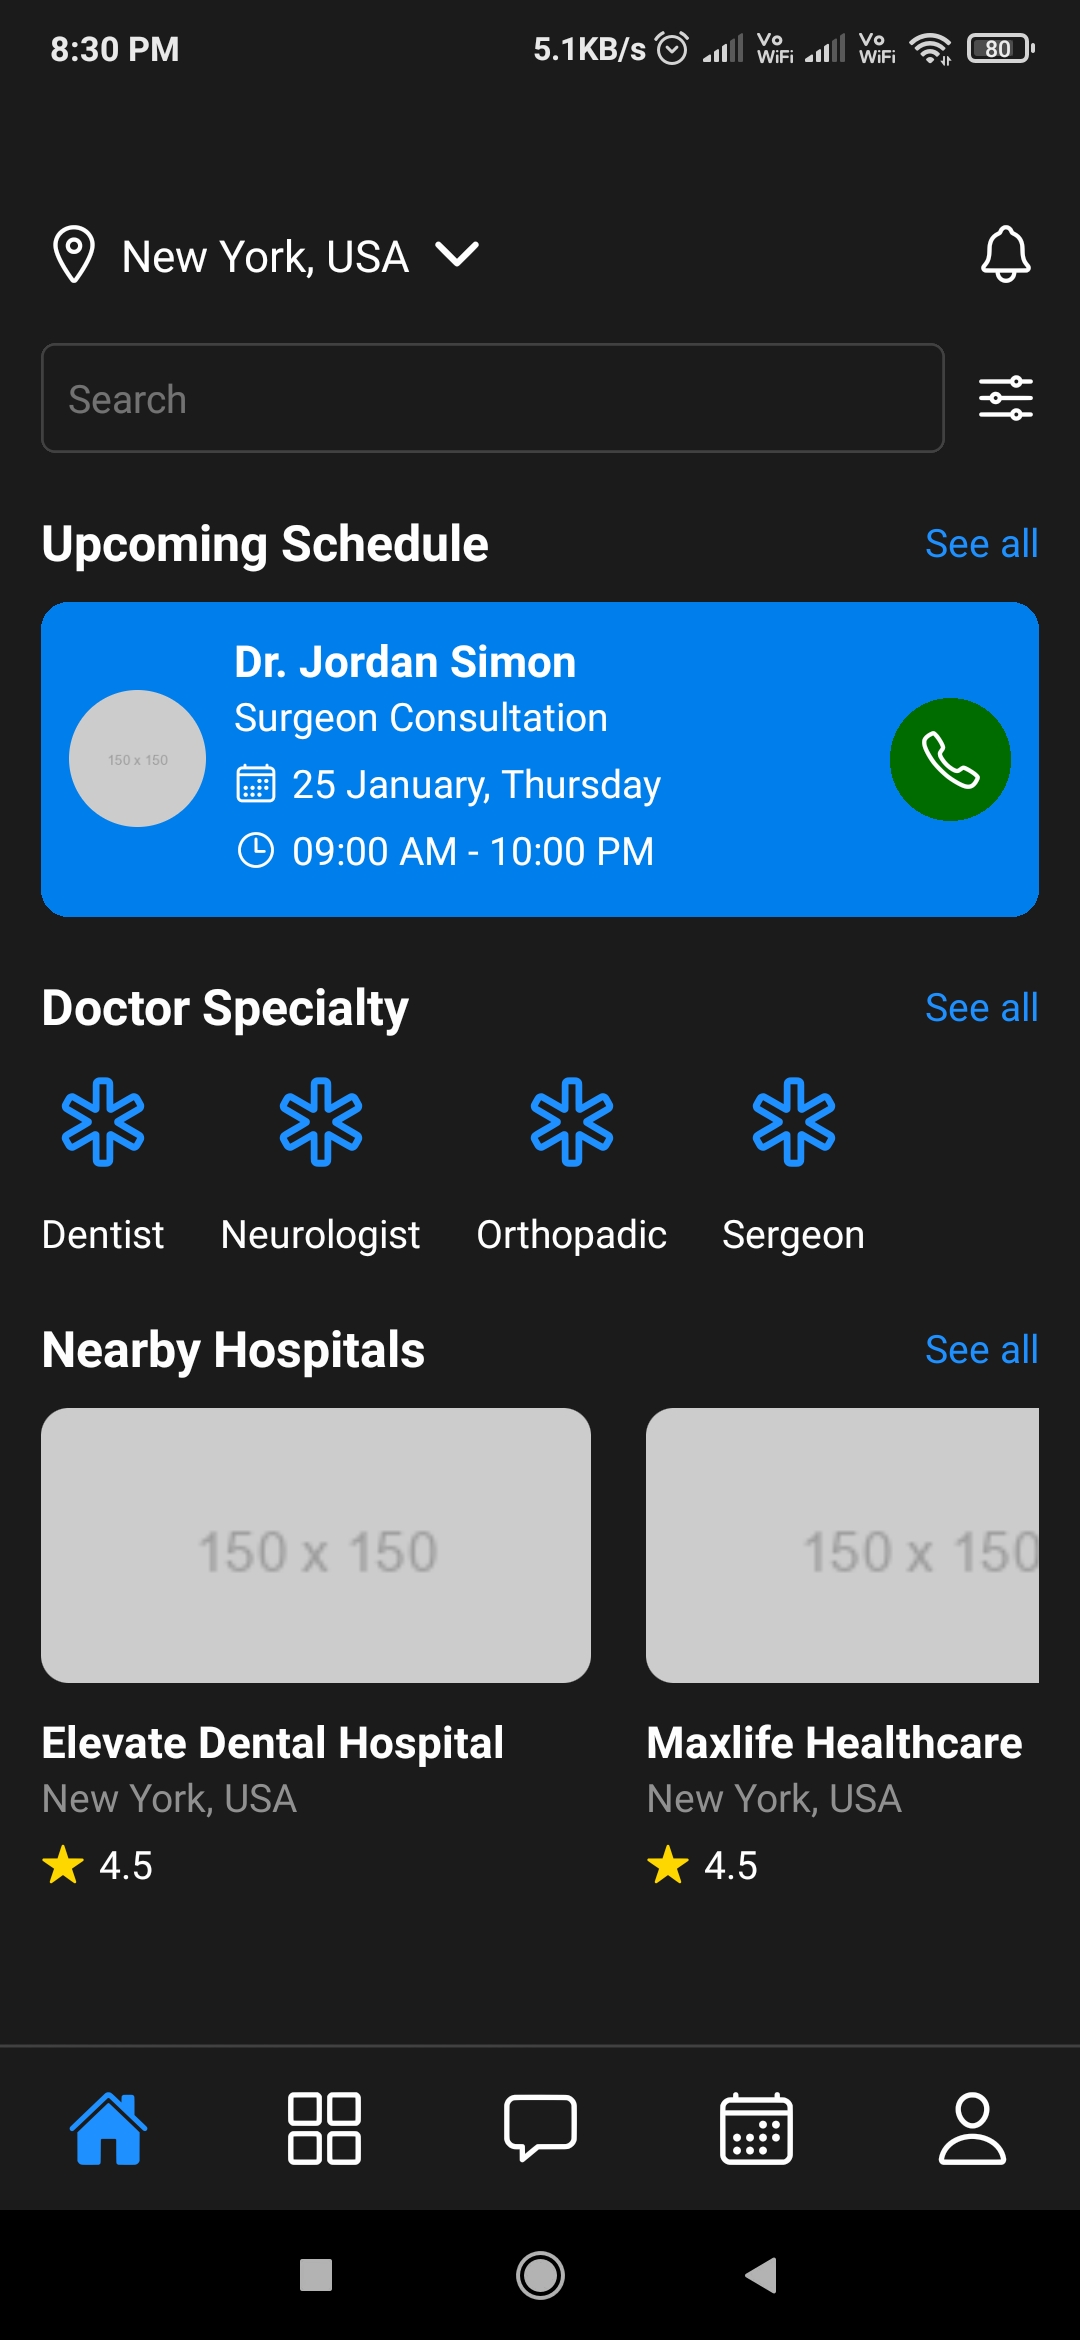 8:30 PM 5.1KB/s Vo WiFi Vo WiFi 80
New York, USA
Search
Upcoming Schedule See all
Dr. Jordan Simon
Surgeon Consultation
150 x 150
25 January, Thursday
09:00 AM - 10:00 PM
Doctor Specialty See all
Dentist Neurologist Orthopadic Sergeon
Nearby Hospitals See all
150 x 150 150 x 150
Elevate Dental Hospital Maxlife Healthcare
New York, USA New York, USA
4.5 4.5